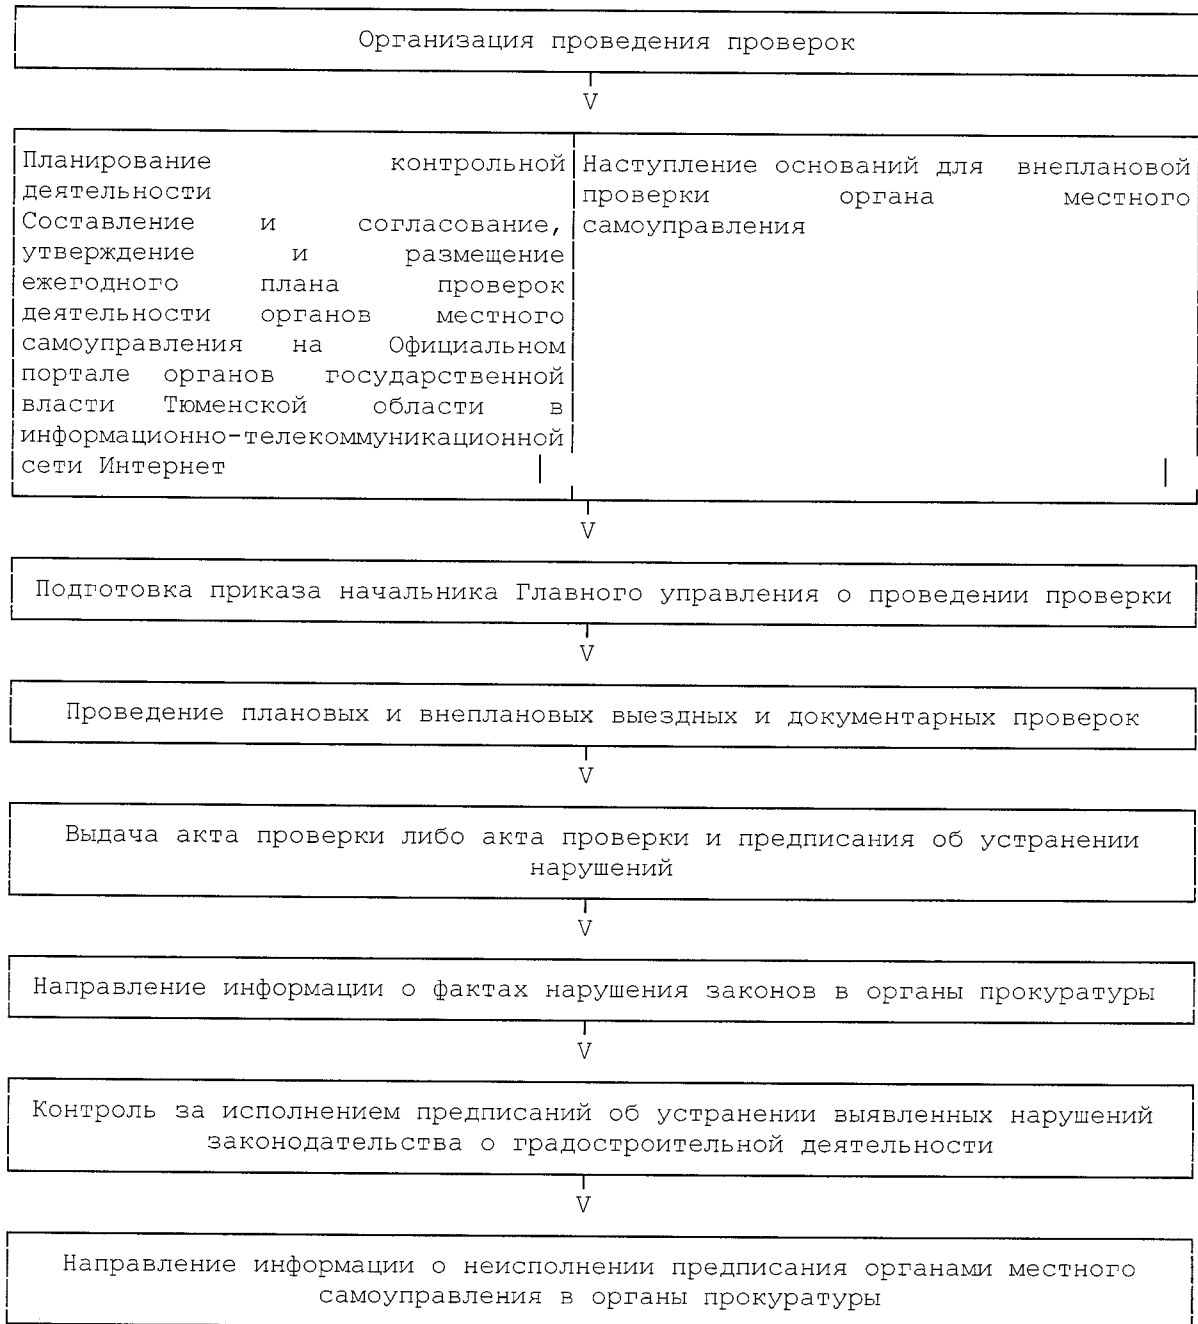 Организация проведения проверок
V
Планирование контрольной
деятельности
Составление и согласование,
утверждение и размещение
ежегодного плана проверок
деятельности органов местного
самоуправления на Официальном
портале органов государственной
власти Тюменской области в
информационно-телекоммуникационной
сети Интернет
Наступление оснований для внеплановой
проверки органа местного
самоуправления
V
Подготовка приказа начальника Главного управления о проведении проверки
V
Проведение плановых и внеплановых выездных и документарных проверок
V
Выдача акта проверки либо акта проверки и предписания об устранении
нарушений
V
Направление информации о фактах нарушения законов в органы прокуратуры
V
Контроль за исполнением предписаний об устранении выявленных нарушений
законодательства о градостроительной деятельности
V
Направление информации о неисполнении предписания органами местного
самоуправления в органы прокуратуры